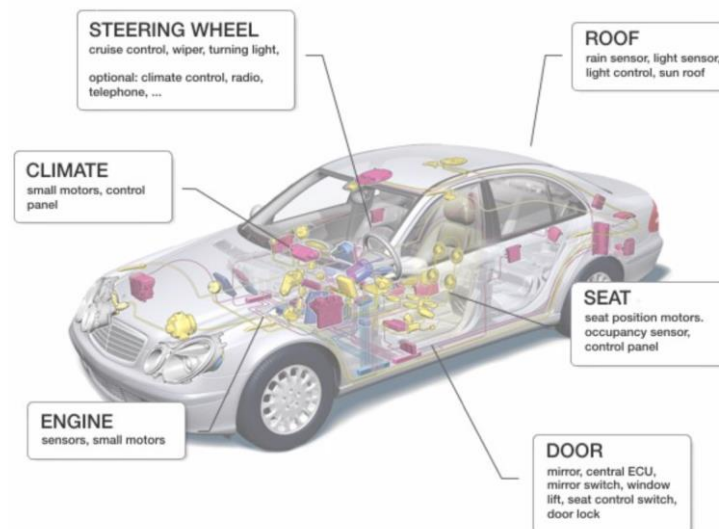 STEERING WHEEL
cruise control, wiper, turning light,
optional: climate control, radio,
telephone, ...
ROOF
rain sensor, light sensor,
light control, sun roof
CLIMATE
small motors, control
panel
SEAT
seat position motors.
occupancy sensor,
control panel
ENGINE
sensors, small motors
DOOR
mirror, central ECU,
mirror switch, window
lift, seat control switch,
door lock